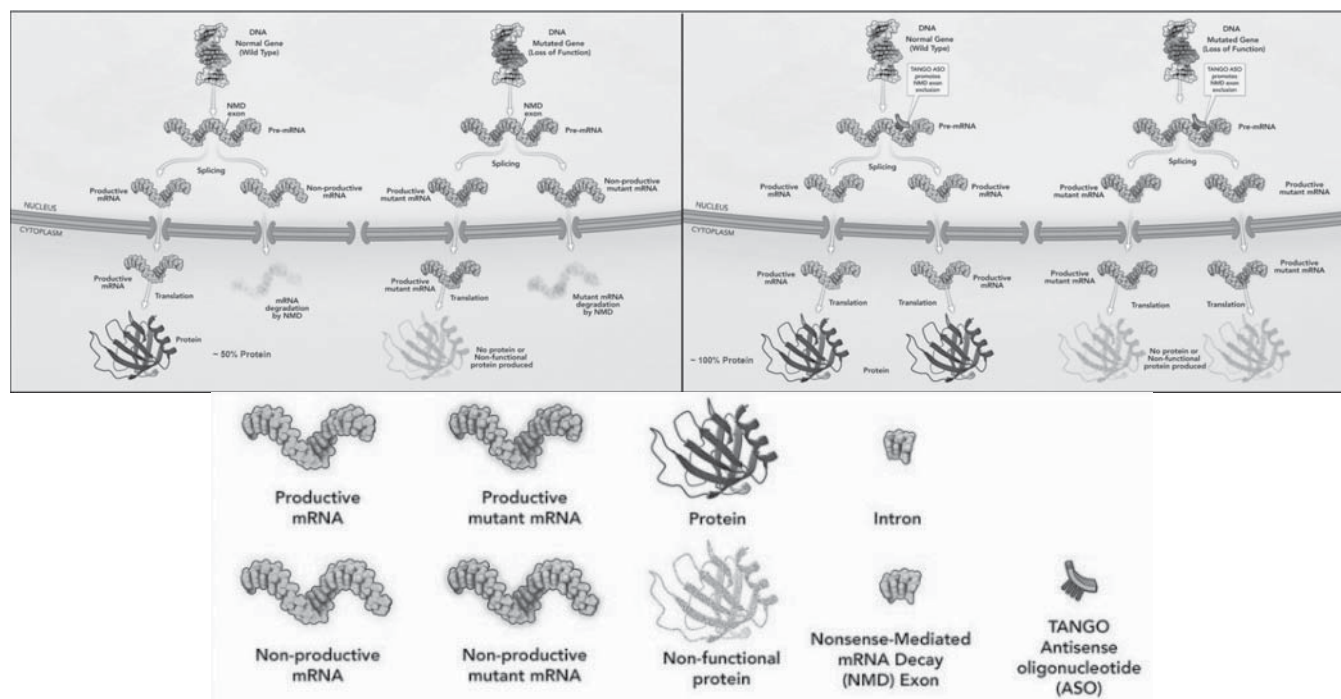 DNA
Normal Gene
(Wild Type)
NMD
exon
Pre-mRNA
Splicing
Productive
mRNA
Non-productive
mRNA
NUCLEUS
CYTOPLASM
Productive
mRNA
Translation
mRNA
degradation
by NMD
Protein
~ 50% Protein
DNA
Mutated Gene
(Loss of Function)
NMD
exon
Pre-mRNA
Splicing
Productive
mutant mRNA
Non-productive
mutant mRNA
Productive
mutant mRNA
Translation
Mutant mRNA
degradation
by NMD
No protein or
Non-functional
protein produced
DNA
Normal Gene
(Wild Type)
TANGO ASO
promotes
NMD exon
exclusion
Pre-mRNA
Splicing
Productive
mRNA
Productive
mRNA
NUCLEUS
CYTOPLASM
Productive
mRNA
Productive
mRNA
Translation
Translation
~ 100% Protein
Protein
DNA
Mutated Gene
(Loss of Function)
TANGO ASO
promotes
NMD exon
exclusion
Pre-mRNA
Splicing
Productive
mutant mRNA
Productive
mutant mRNA
Productive
mutant mRNA
Productive
mutant mRNA
Translation
Translation
No protein or
Non-functional
protein produced
Productive
mRNA
Productive
mutant mRNA
Protein
Intron
Non-productive
mRNA
Non-productive
mutant mRNA
Non-functional
protein
Nonsense-Mediated
mRNA Decay
(NMD) Exon
TANGO
Antisense
oligonucleotide
(ASO)